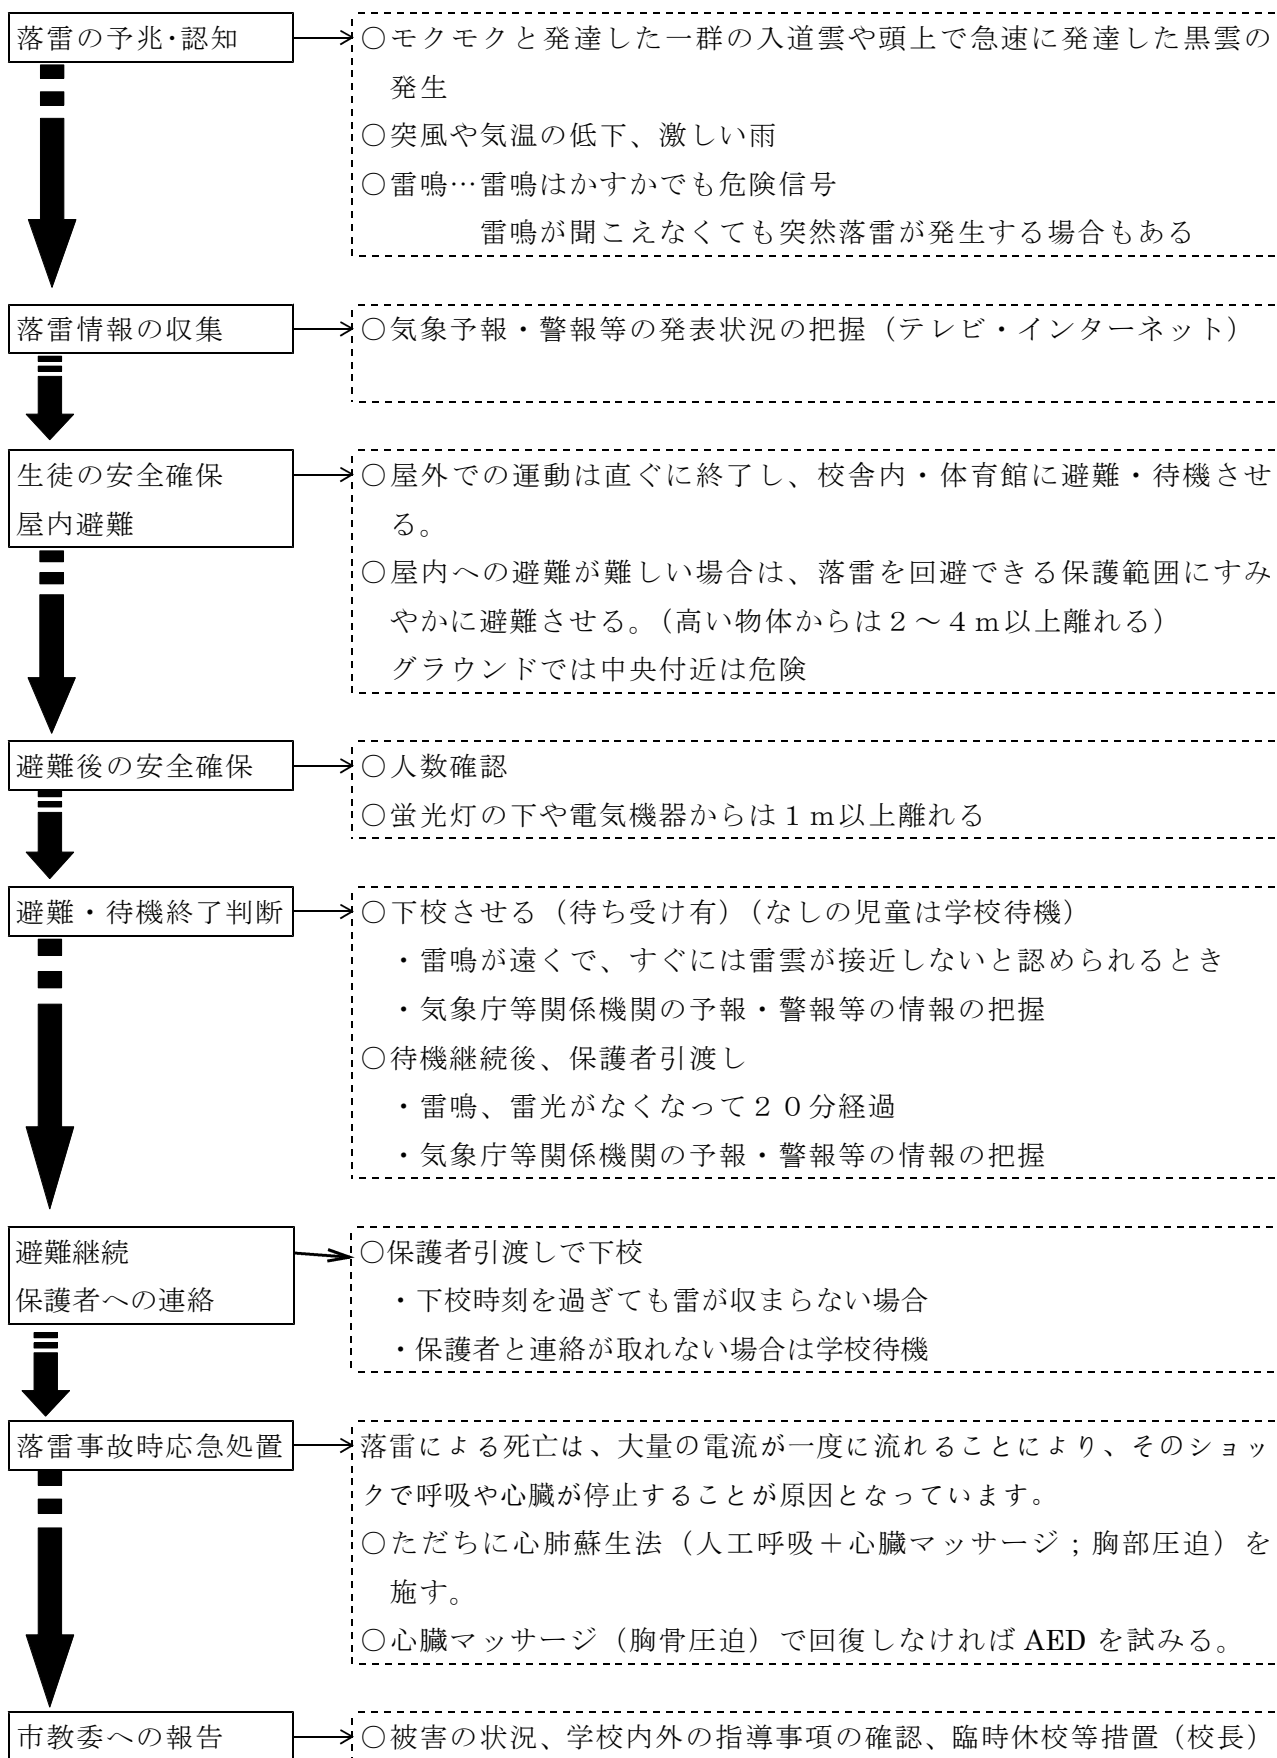 落雷の予兆･認知
○モクモクと発達した一群の入道雲や頭上で急速に発達した黒雲の
発生
○突風や気温の低下、激しい雨
○雷鳴…雷鳴はかすかでも危険信号
雷鳴が聞こえなくても突然落雷が発生する場合もある
落雷情報の収集
○気象予報・警報等の発表状況の把握（テレビ・インターネット）
生徒の安全確保
屋内避難
○屋外での運動は直ぐに終了し、校舎内・体育館に避難・待機させ
る。
○屋内への避難が難しい場合は、落雷を回避できる保護範囲にすみ
やかに避難させる。（高い物体からは２～４ｍ以上離れる）
グラウンドでは中央付近は危険
避難後の安全確保
○人数確認
○蛍光灯の下や電気機器からは１ｍ以上離れる
避難・待機終了判断
○下校させる（待ち受け有）（なしの児童は学校待機）
・雷鳴が遠くで、すぐには雷雲が接近しないと認められるとき
・気象庁等関係機関の予報・警報等の情報の把握
○待機継続後、保護者引渡し
・雷鳴、雷光がなくなって２０分経過
・気象庁等関係機関の予報・警報等の情報の把握
避難継続
保護者への連絡
○保護者引渡しで下校
・下校時刻を過ぎても雷が収まらない場合
・保護者と連絡が取れない場合は学校待機
落雷事故時応急処置
落雷による死亡は、大量の電流が一度に流れることにより、そのショッ
クで呼吸や心臓が停止することが原因となっています。
○ただちに心肺蘇生法（人工呼吸＋心臓マッサージ；胸部圧迫）を
施す。
○心臓マッサージ（胸骨圧迫）で回復しなければ AED を試みる。
市教委への報告
○被害の状況、学校内外の指導事項の確認、臨時休校等措置（校長）